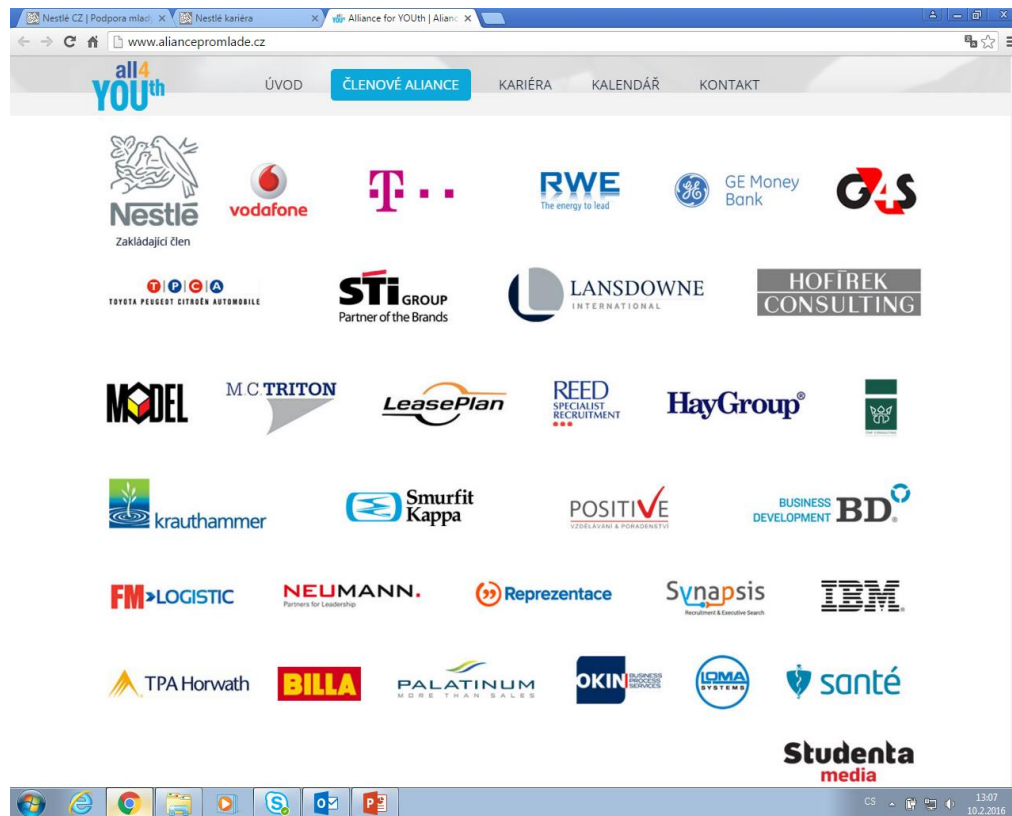 Nestlé CZ | Podpora mlad
Nestlé kariéra
Alliance for YOUth | Alianc
www.aliancepromlade.cz
all4
YOUth
ÚVOD
ČLENOVÉ ALIANCE
KARIÉRA
KALENDÁŘ
KONTAKT
Nestlé
Zakládající člen
vodafone
T
RWE
The energy to lead
GE Money
Bank
G4S
T P C A
TOYOTA PEUGEOT CITROËN AUTOMOBILE
STi GROUP
Partner of the Brands
LANSDOWNE
INTERNATIONAL
HOFÍREK
CONSULTING
MODEL
M.C.TRITON
LeasePlan
REED
SPECIALIST
RECRUITMENT
HayGroup®
krauthammer
Smurfit
Kappa
POSITIVE
VZDĚLÁVÁNÍ & PORADENSTVÍ
BUSINESS
DEVELOPMENT BD®
FM>LOGISTIC
NEUMANN.
Partners for Leadership
Reprezentace
Synapsis
Recruitment & Executive Search
IBM®
TPA Horwath
BILLA
PALATINUM
MORE THAN SALES
OKIN BUSINESS
PROCESS
SERVICES
LOMA
SYSTEMS
santé
Studenta
media
CS
13:07
10.2.2016